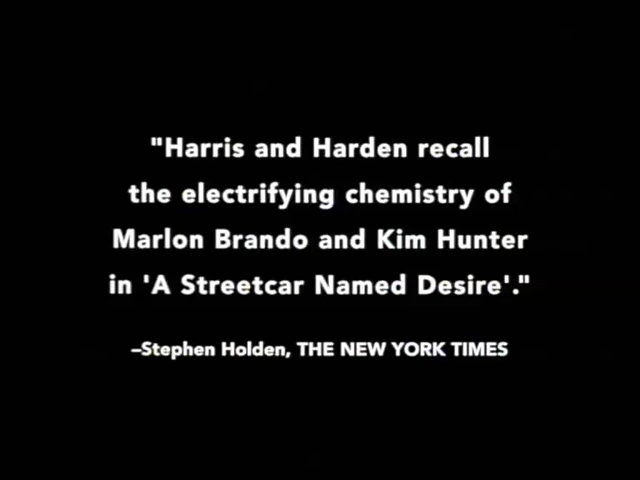 "Harris and Harden recall
the electrifying chemistry of
Marlon Brando and Kim Hunter
in 'A Streetcar Named Desire'."
–Stephen Holden, THE NEW YORK TIMES